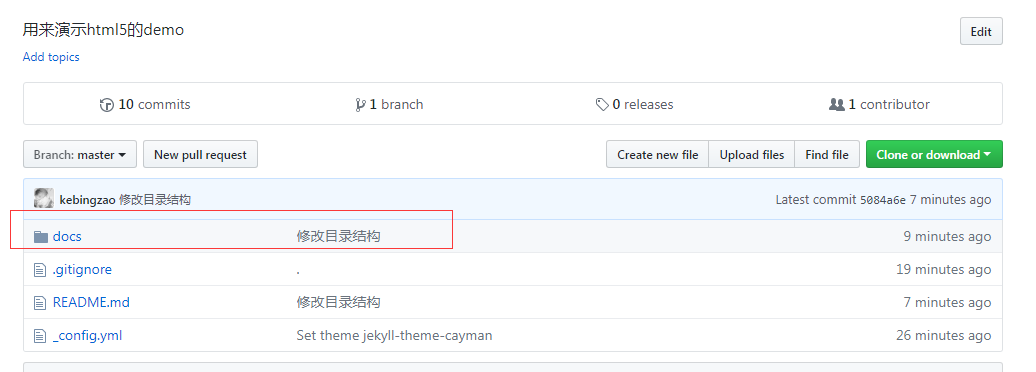 用来演示html5的demo
Edit
Add topics
10 commits 1 branch 0 releases 1 contributor
Branch: master New pull request Create new file Upload files Find file Clone or download
kebingzao 修改目录结构 Latest commit 5084a6e 7 minutes ago
docs 修改目录结构 9 minutes ago
.gitignore . 19 minutes ago
README.md 修改目录结构 7 minutes ago
_config.yml Set theme jekyll-theme-cayman 26 minutes ago